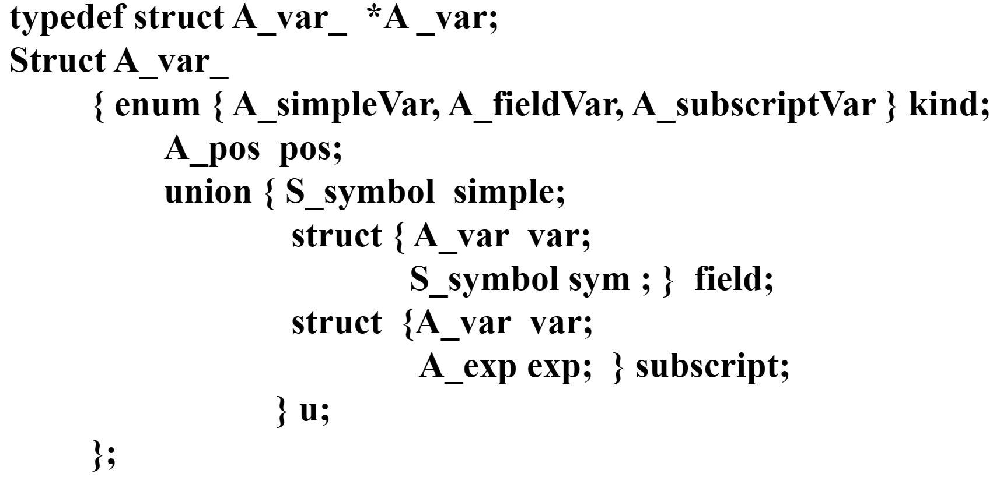 typedef struct A_var_ *A _var;
Struct A_var_
{ enum { A_simpleVar, A_fieldVar, A_subscriptVar } kind;
A_pos pos;
union { S_symbol simple;
struct { A_var var;
S_symbol sym ; } field;
struct {A_var var;
A_exp exp; } subscript;
} u;
};